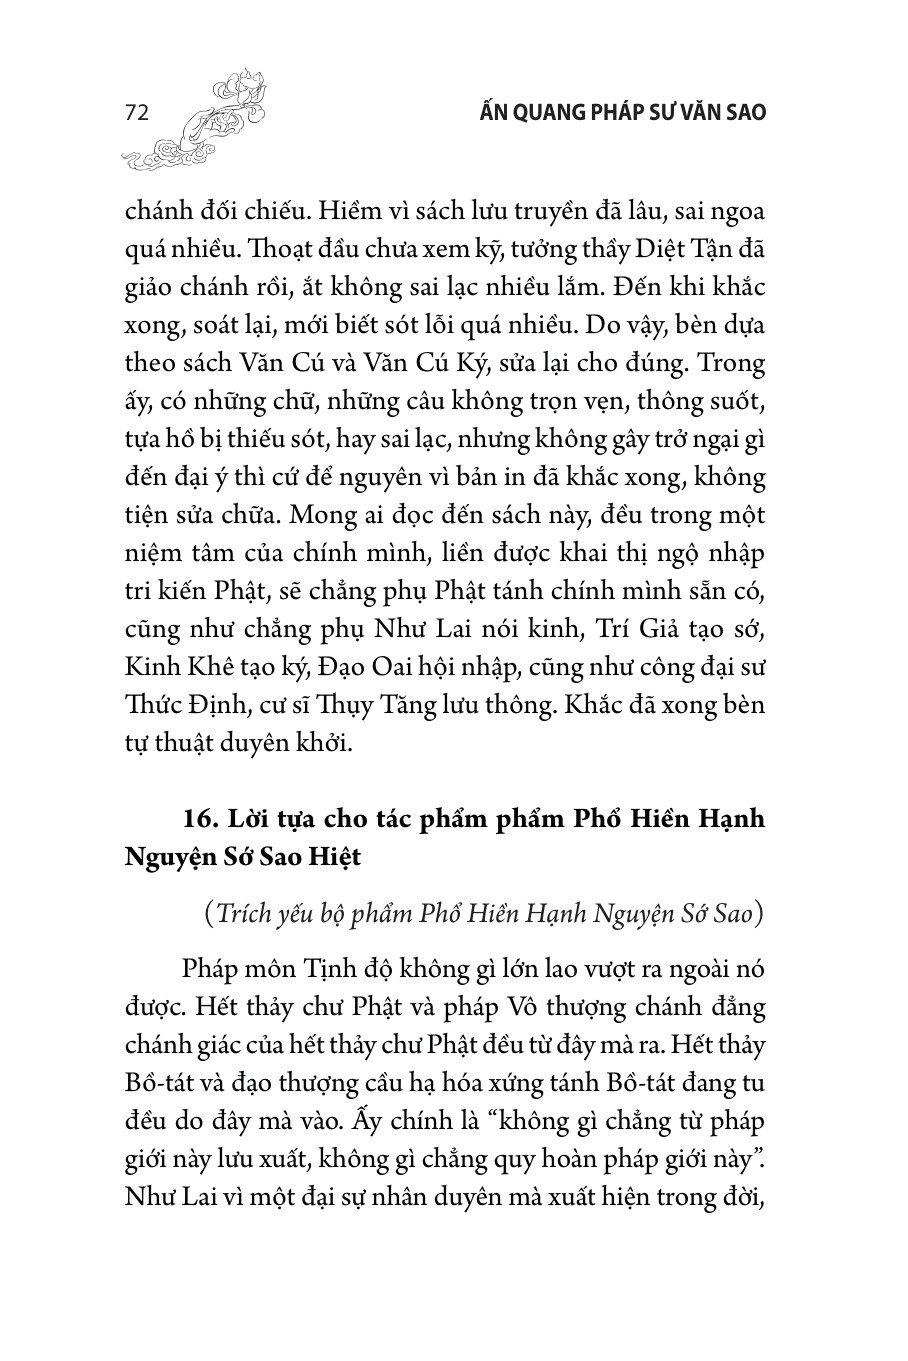 72
ẤN QUANG PHÁP SƯ VĂN SAO
chánh đối chiếu. Hiềm vì sách lưu truyền đã lâu, sai ngoa
quá nhiều. Thoạt đầu chưa xem kỹ, tưởng thầy Diệt Tận đã
giảo chánh rồi, ắt không sai lạc nhiều lắm. Đến khi khắc
xong, soát lại, mới biết sót lỗi quá nhiều. Do vậy, bèn dựa
theo sách Văn Cú và Văn Cú Ký, sửa lại cho đúng. Trong
ấy, có những chữ, những câu không trọn vẹn, thông suốt,
tựa hồ bị thiếu sót, hay sai lạc, nhưng không gây trở ngại gì
đến đại ý thì cứ để nguyên vì bản in đã khắc xong, không
tiện sửa chữa. Mong ai đọc đến sách này, đều trong một
niệm tâm của chính mình, liền được khai thị ngộ nhập
tri kiến Phật, sẽ chẳng phụ Phật tánh chính mình sẵn có,
cũng như chẳng phụ Như Lai nói kinh, Trí Giả tạo sớ,
Kinh Khê tạo ký, Đạo Oai hội nhập, cũng như công đại sư
Thức Định, cư sĩ Thụy Tăng lưu thông. Khắc đã xong bèn
tự thuật duyên khởi.
16. Lời tựa cho tác phẩm phẩm Phổ Hiền Hạnh
Nguyện Sớ Sao Hiệt
(Trích yếu bộ phẩm Phổ Hiền Hạnh Nguyện Sớ Sao)
Pháp môn Tịnh độ không gì lớn lao vượt ra ngoài nó
được. Hết thảy chư Phật và pháp Vô thượng chánh đẳng
chánh giác của hết thảy chư Phật đều từ đây mà ra. Hết thảy
Bồ-tát và đạo thượng cầu hạ hóa xứng tánh Bồ-tát đang tu
đều do đây mà vào. Ấy chính là “không gì chẳng từ pháp
giới này lưu xuất, không gì chẳng quy hoàn pháp giới này”.
Như Lai vì một đại sự nhân duyên mà xuất hiện trong đời,